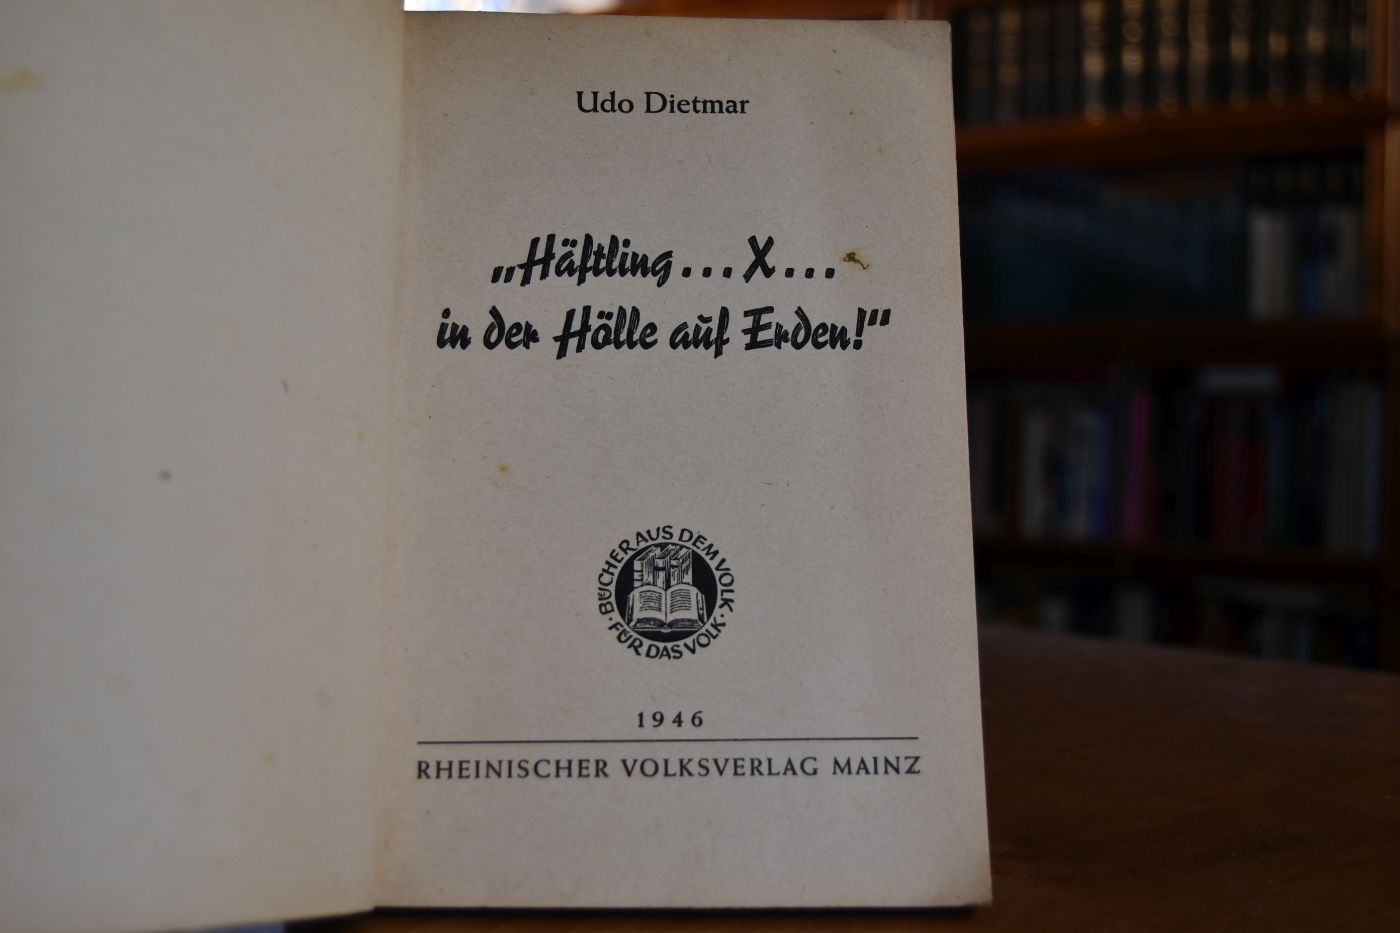 Udo Dietmar
„Häftling...X...
in der Hölle auf Erden!“
BÜCHER AUS DEM VOLK ·
FÜR DAS VOLK ·
1946
RHEINISCHER VOLKSVERLAG MAINZ